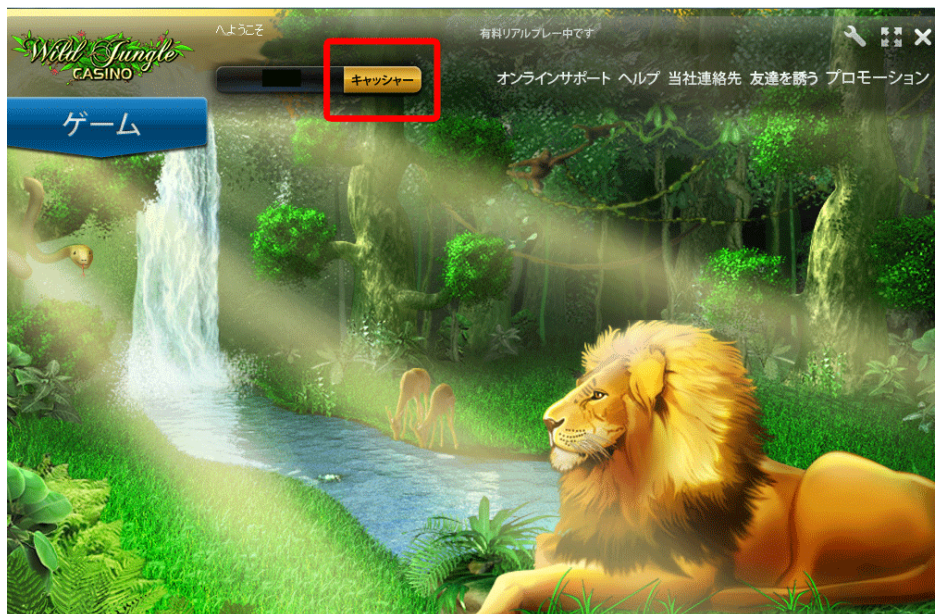 Wild Jungle
CASINO
へようこそ
有料リアルプレー中です
キャッシャー
オンラインサポート ヘルプ 当社連絡先 友達を誘う プロモーション
ゲーム